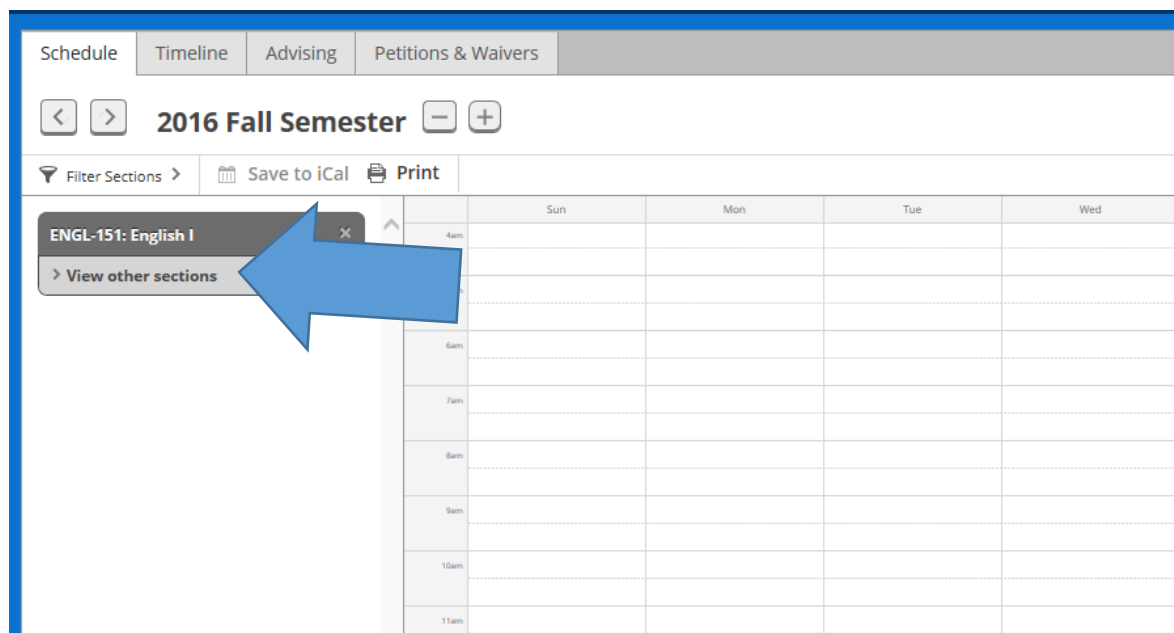 Schedule Timeline Advising Petitions & Waivers
2016 Fall Semester
Filter Sections Save to iCal Print
Sun Mon Tue Wed
ENGL-151: English I
4am
View other sections
6am
7am
8am
9am
10am
11am